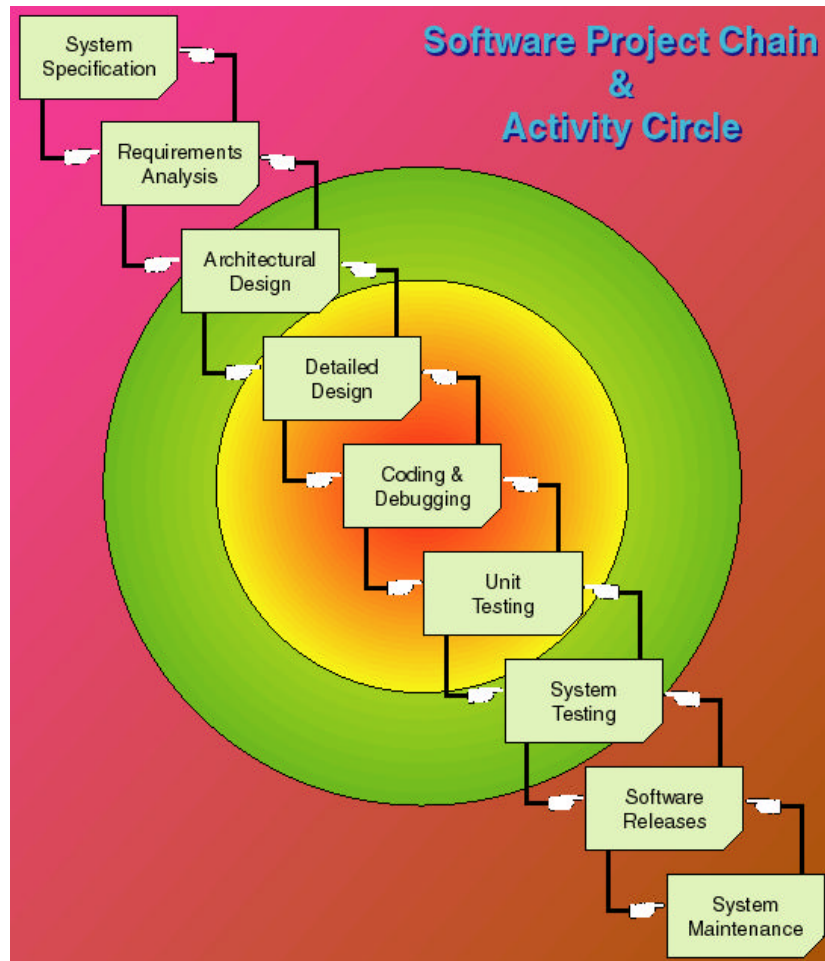 Software Project Chain
&
Activity Circle
System
Specification
Requirements
Analysis
Architectural
Design
Detailed
Design
Coding &
Debugging
Unit
Testing
System
Testing
Software
Releases
System
Maintenance